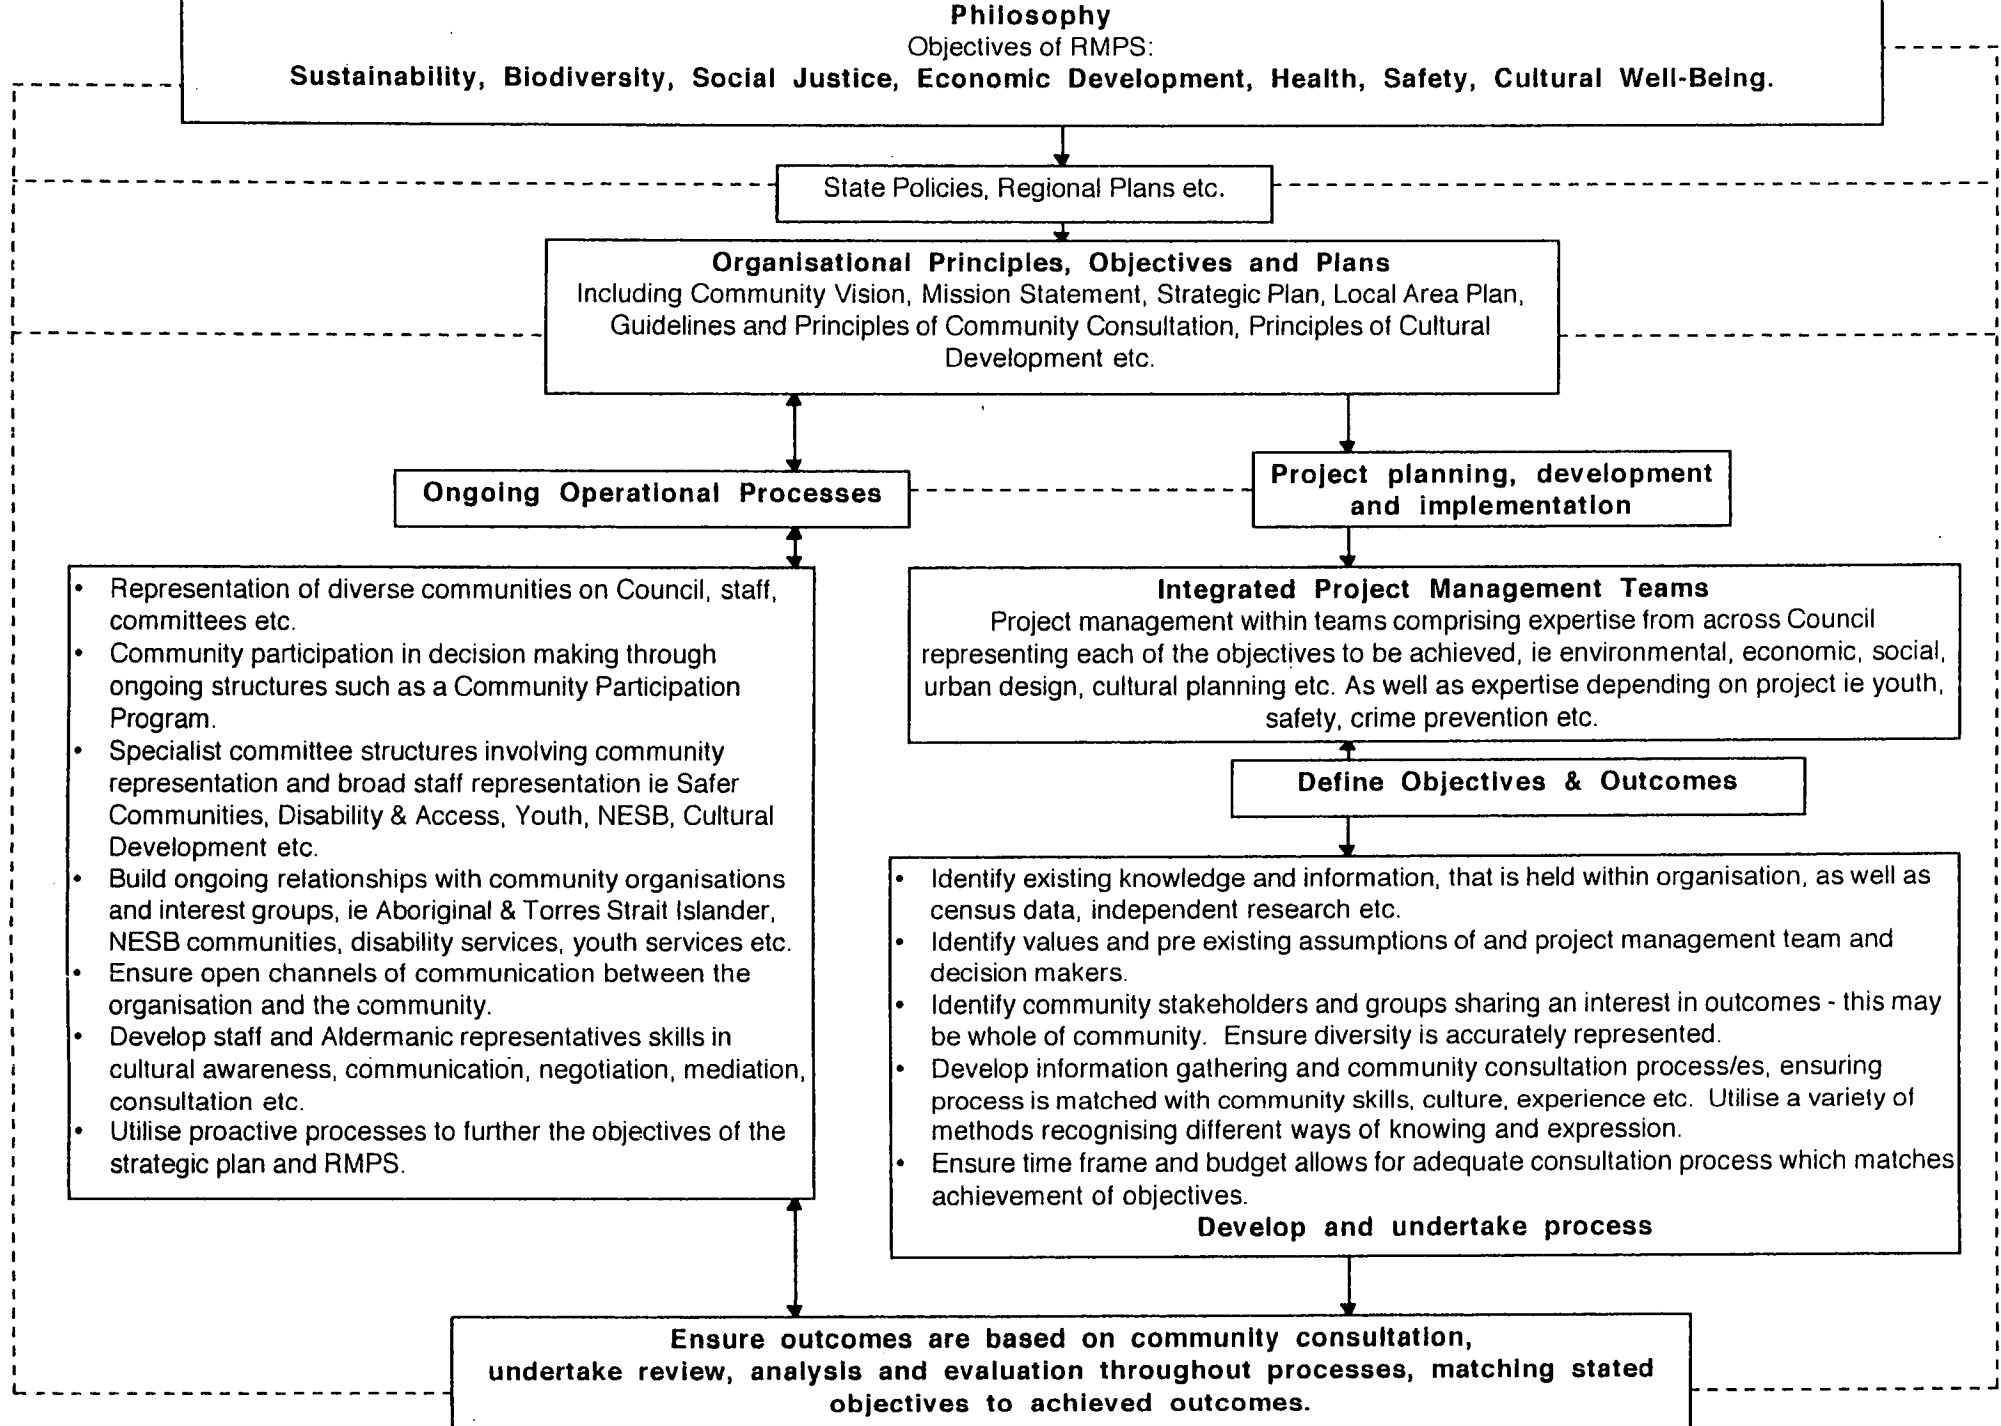 Philosophy
Objectives of RMPS:
Sustainability, Biodiversity, Social Justice, Economic Development, Health, Safety, Cultural Well-Being.
State Policies, Regional Plans etc.
Organisational Principles, Objectives and Plans
Including Community Vision, Mission Statement, Strategic Plan, Local Area Plan,
Guidelines and Principles of Community Consultation, Principles of Cultural
Development etc.
Ongoing Operational Processes
Project planning, development
and implementation
• Representation of diverse communities on Council, staff,
committees etc.
• Community participation in decision making through
ongoing structures such as a Community Participation
Program.
• Specialist committee structures involving community
representation and broad staff representation ie Safer
Communities, Disability & Access, Youth, NESB, Cultural
Development etc.
• Build ongoing relationships with community organisations
and interest groups, ie Aboriginal & Torres Strait Islander,
NESB communities, disability services, youth services etc.
• Ensure open channels of communication between the
organisation and the community.
• Develop staff and Aldermanic representatives skills in
cultural awareness, communication, negotiation, mediation,
consultation etc.
• Utilise proactive processes to further the objectives of the
strategic plan and RMPS.
Integrated Project Management Teams
Project management within teams comprising expertise from across Council
representing each of the objectives to be achieved, ie environmental, economic, social,
urban design, cultural planning etc. As well as expertise depending on project ie youth,
safety, crime prevention etc.
Define Objectives & Outcomes
• Identify existing knowledge and information, that is held within organisation, as well as
census data, independent research etc.
• Identify values and pre existing assumptions of and project management team and
decision makers.
• Identify community stakeholders and groups sharing an interest in outcomes - this may
be whole of community. Ensure diversity is accurately represented.
• Develop information gathering and community consultation process/es, ensuring
process is matched with community skills, culture, experience etc. Utilise a variety of
methods recognising different ways of knowing and expression.
• Ensure time frame and budget allows for adequate consultation process which matches
achievement of objectives.
Develop and undertake process
Ensure outcomes are based on community consultation,
undertake review, analysis and evaluation throughout processes, matching stated
objectives to achieved outcomes.